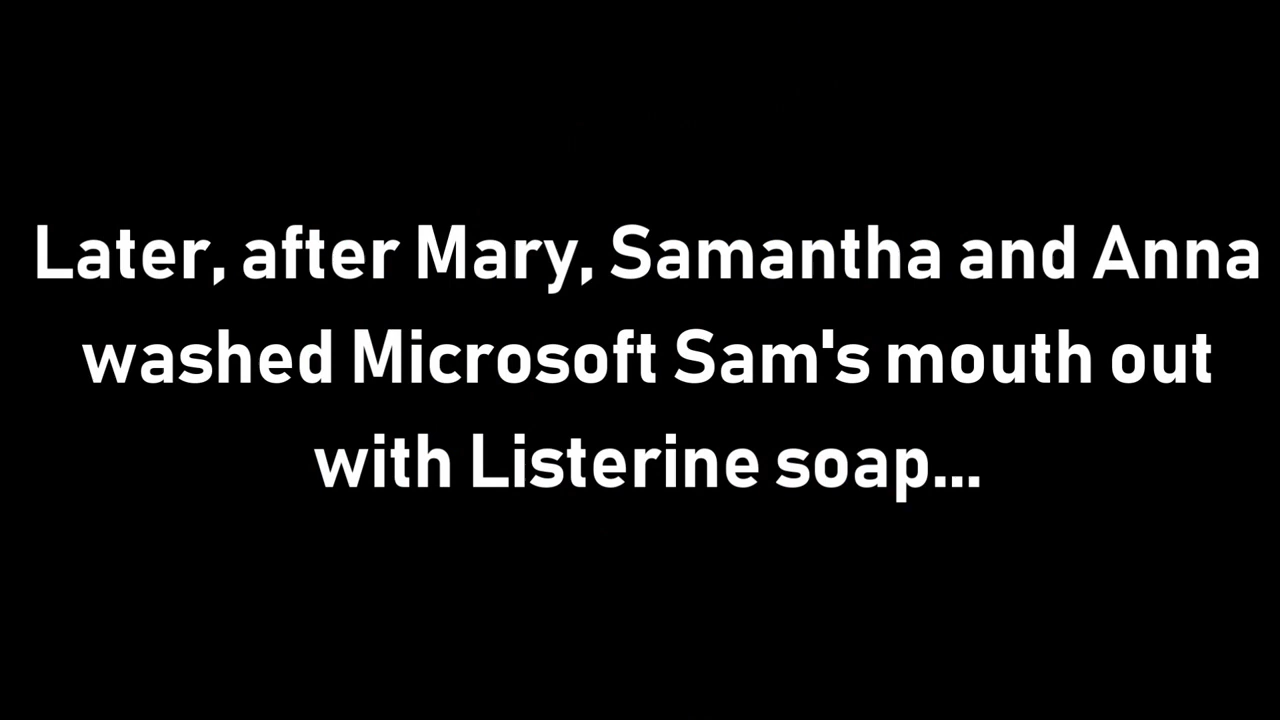 Later, after Mary, Samantha and Anna
washed Microsoft Sam's mouth out
with Listerine soap...